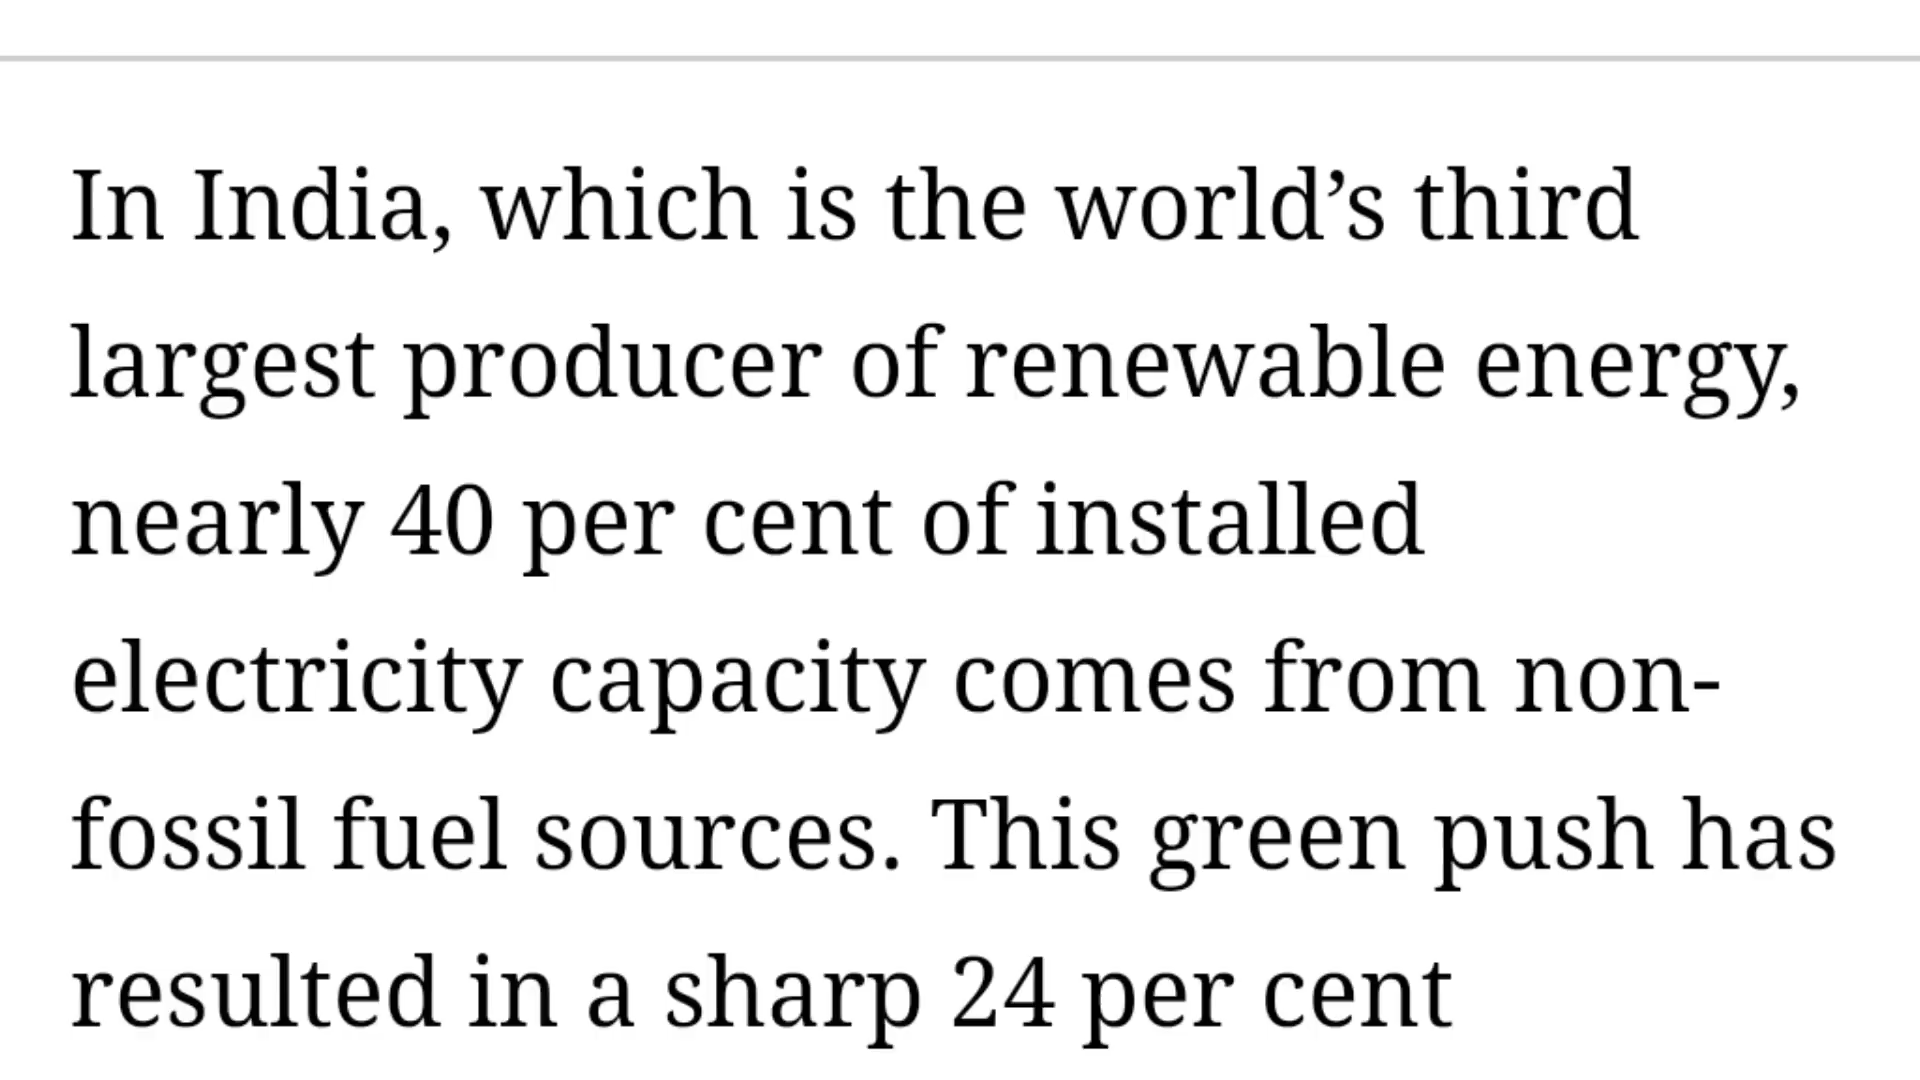 In India, which is the world’s third
largest producer of renewable energy,
nearly 40 per cent of installed
electricity capacity comes from non-
fossil fuel sources. This green push has
resulted in a sharp 24 per cent